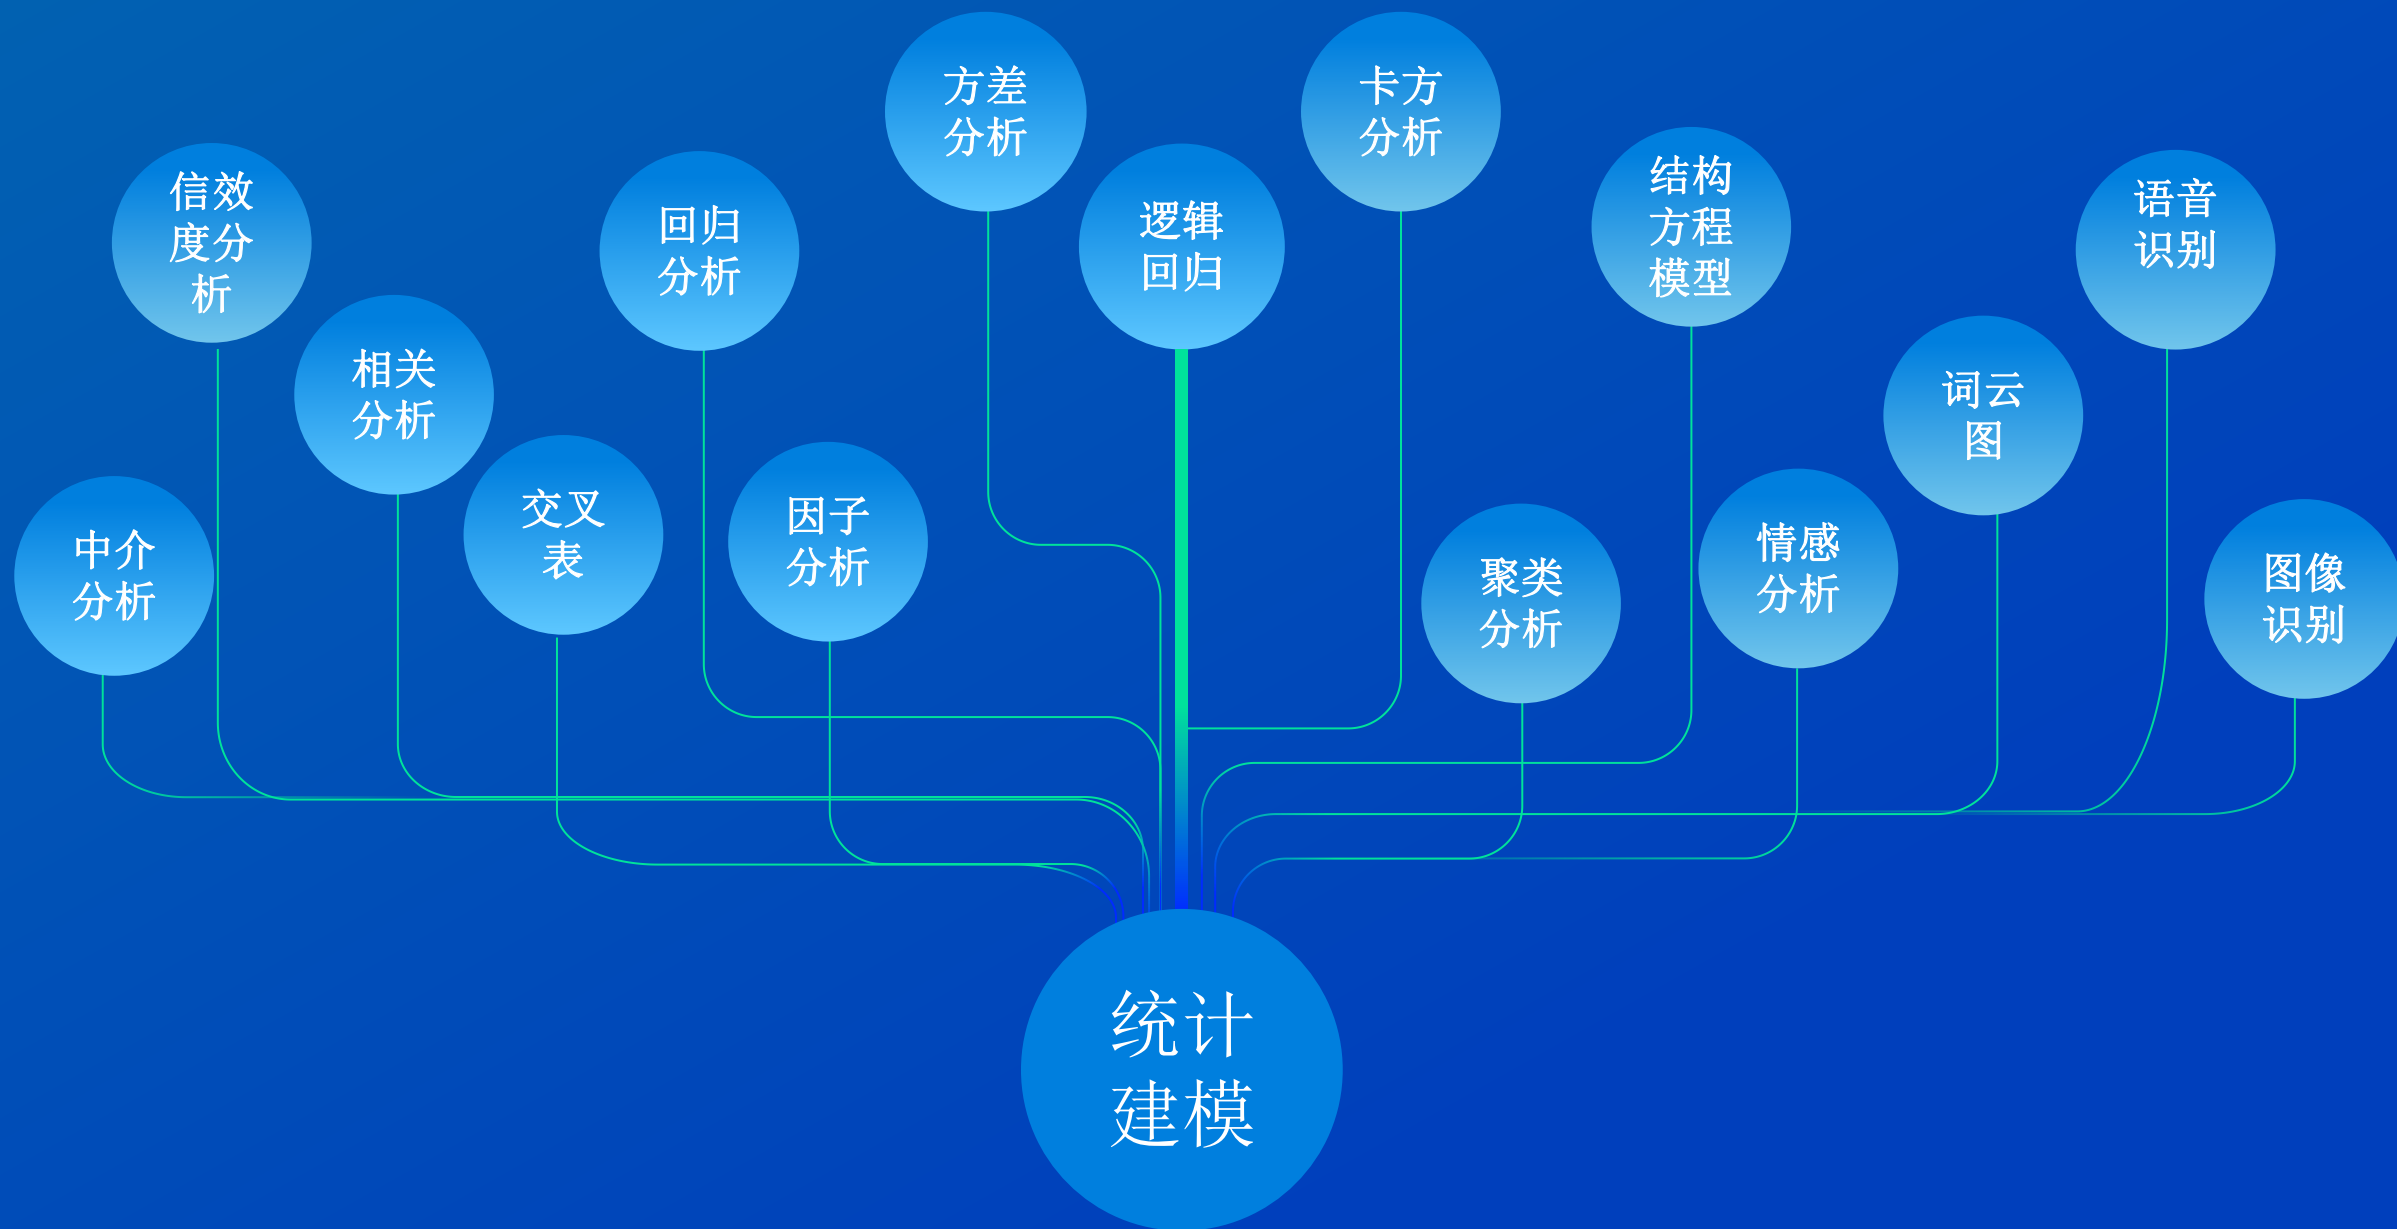 方差
分析
卡方
分析
信效
度分
析
回归
分析
逻辑
回归
结构
方程
模型
语音
识别
相关
分析
词云
图
中介
分析
交叉
表
因子
分析
聚类
分析
情感
分析
图像
识别
统计
建模